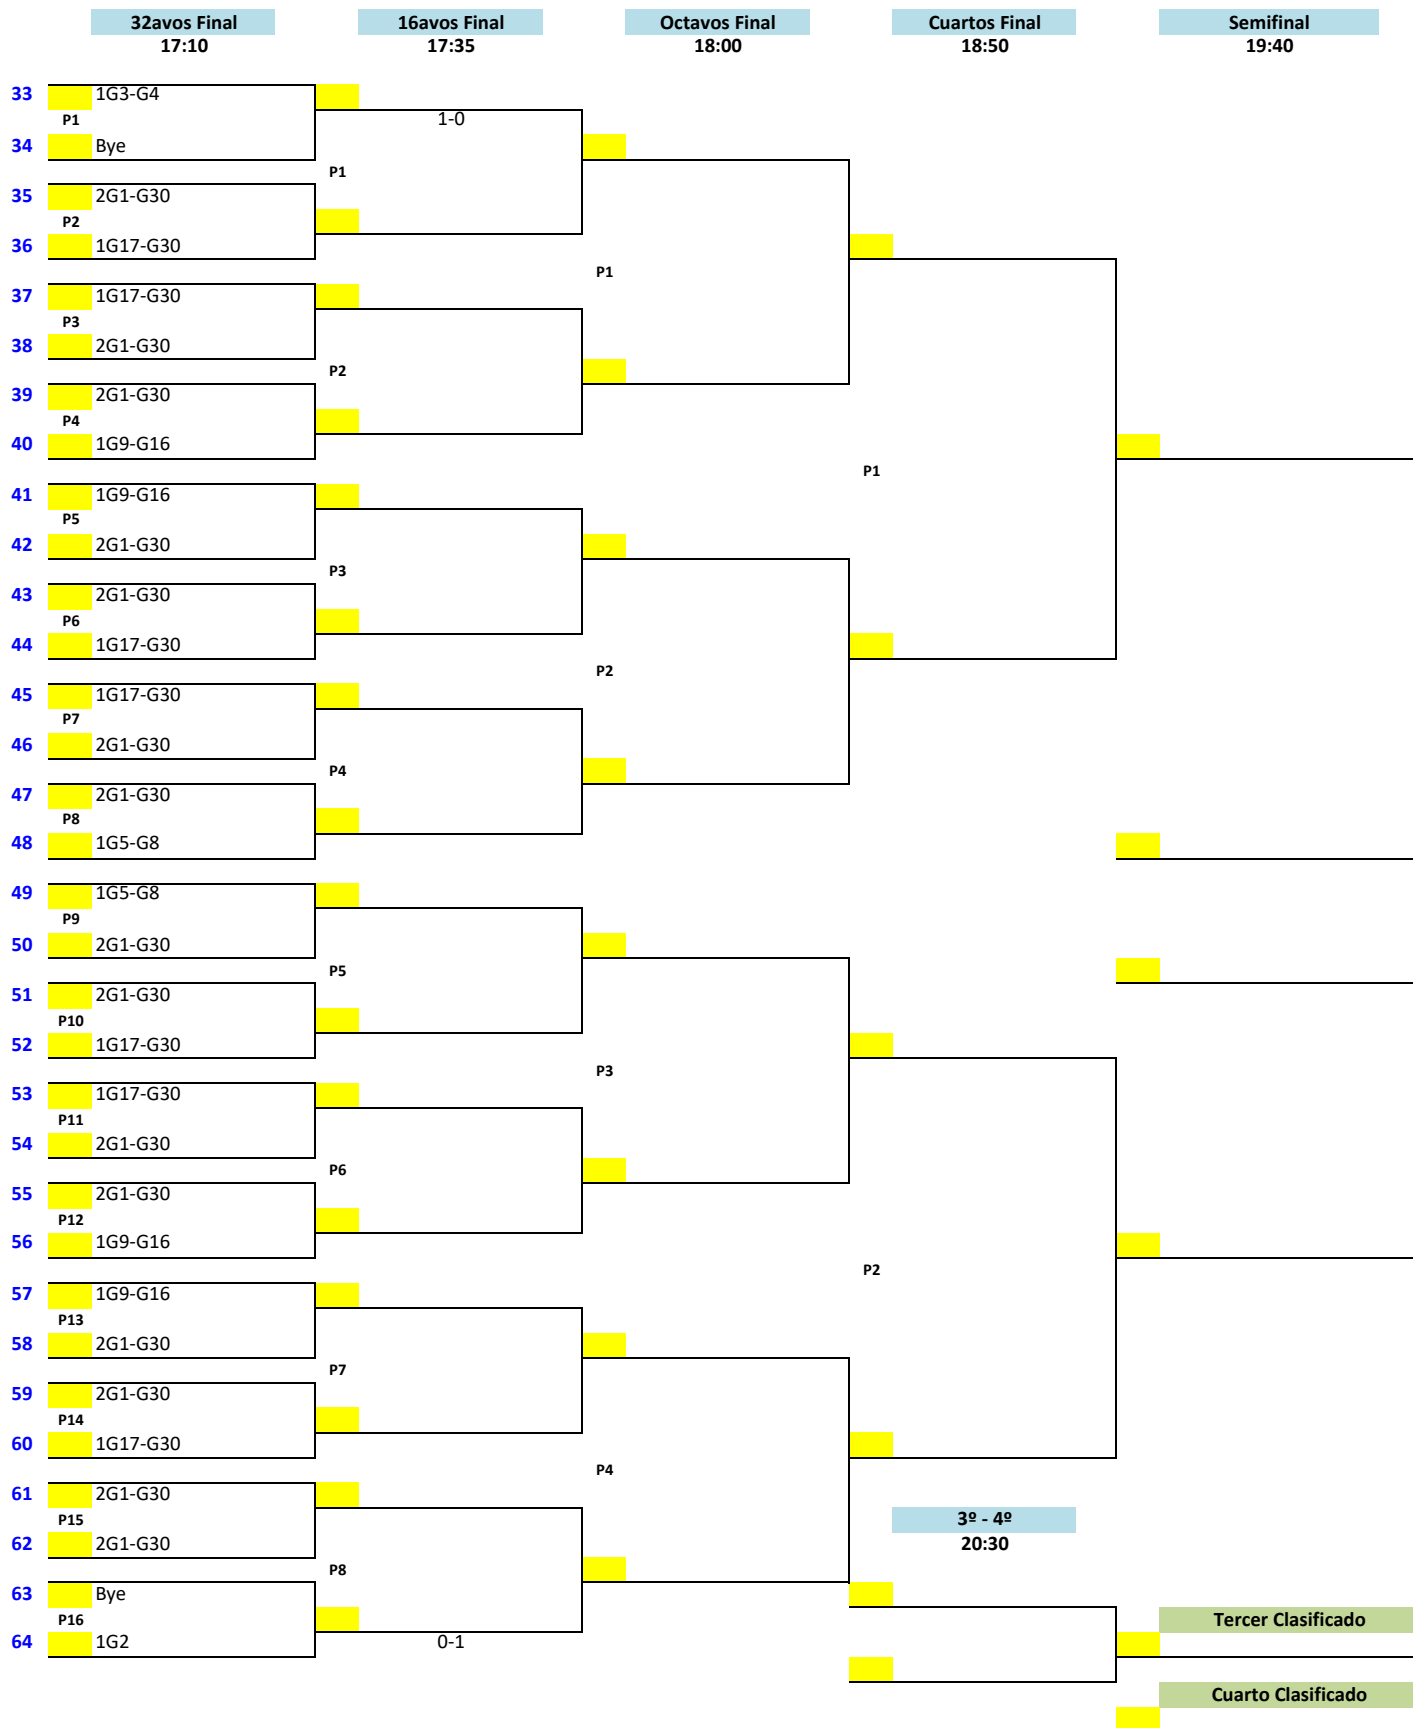 32avos Final 16avos Final Octavos Final Cuartos Final Semifinal
17:10 17:35 18:00 18:50 19:40
33 1G3-G4
P1 1-0
34 Bye
P1
35 2G1-G30
P2
36 1G17-G30
P1
37 1G17-G30
P3
38 2G1-G30
P2
39 2G1-G30
P4
40 1G9-G16
P1
41 1G9-G16
P5
42 2G1-G30
P3
43 2G1-G30
P6
44 1G17-G30
P2
45 1G17-G30
P7
46 2G1-G30
P4
47 2G1-G30
P8
48 1G5-G8
49 1G5-G8
P9
50 2G1-G30
P5
51 2G1-G30
P10
52 1G17-G30
P3
53 1G17-G30
P11
54 2G1-G30
P6
55 2G1-G30
P12
56 1G9-G16
P2
57 1G9-G16
P13
58 2G1-G30
P7
59 2G1-G30
P14
60 1G17-G30
P4
61 2G1-G30
P15 3º - 4º
62 2G1-G30 20:30
P8
63 Bye
P16 Tercer Clasificado
64 1G2 0-1
Cuarto Clasificado